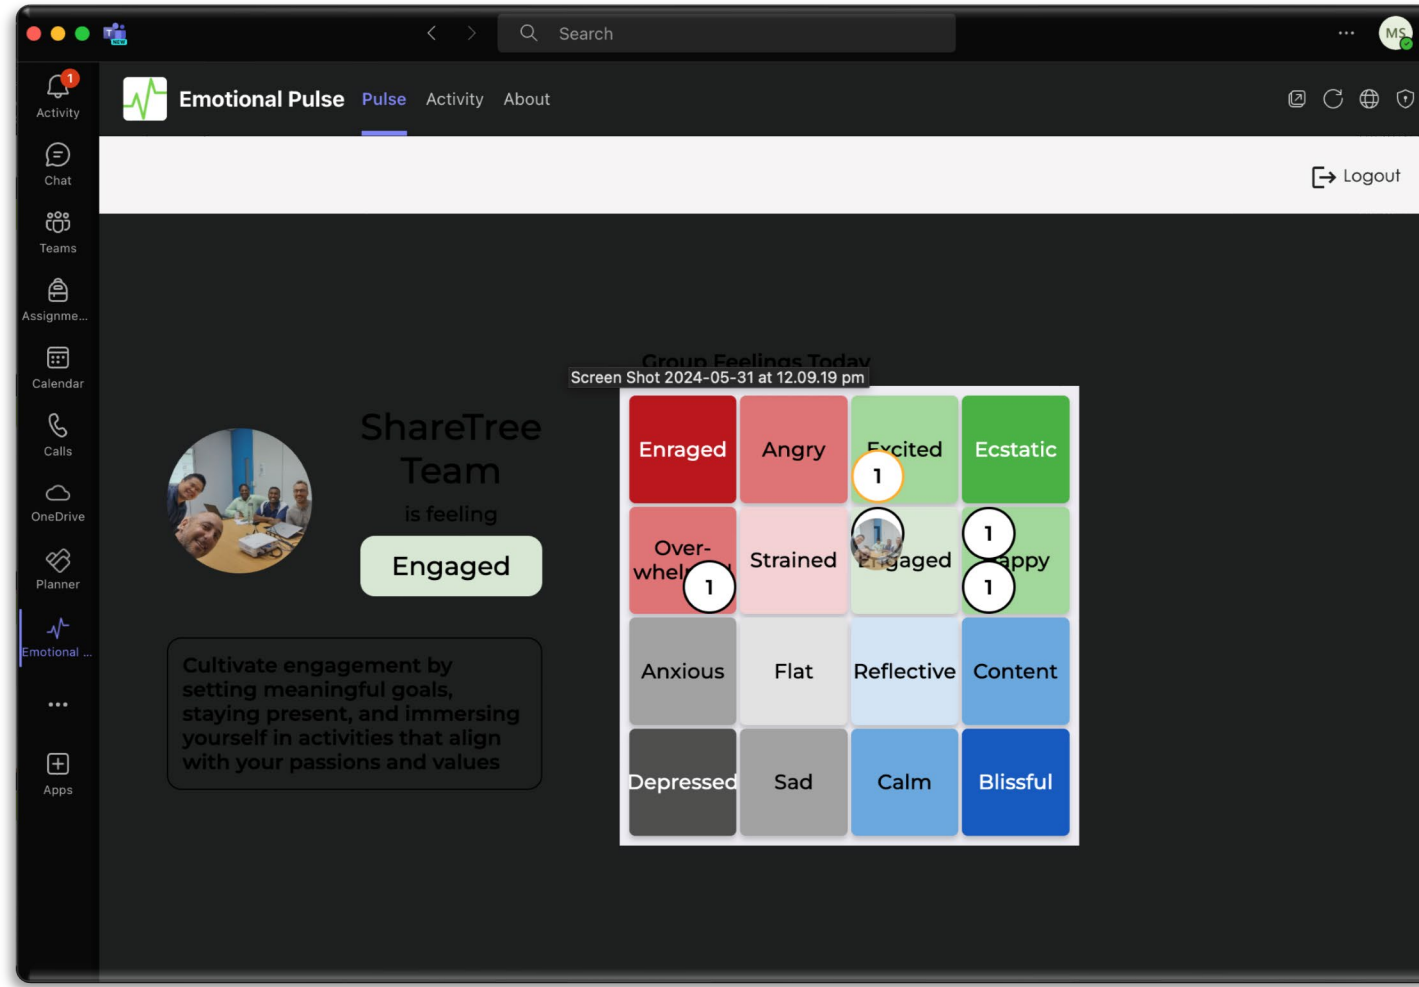 Search
MS
1
Activity
Chat
Teams
Assignme...
Calendar
Calls
OneDrive
Planner
Emotional ...
Apps
Emotional Pulse Pulse Activity About
Logout
ShareTree
Team
is feeling
Engaged
Cultivate engagement by
setting meaningful goals,
staying present, and immersing
yourself in activities that align
with your passions and values
Group Feelings Today
Screen Shot 2024-05-31 at 12.09.19 pm
Enraged Angry Excited Ecstatic
1
Over-
Strained Engaged
1
1
1
Anxious Flat Reflective Content
Depressed Sad Calm Blissful